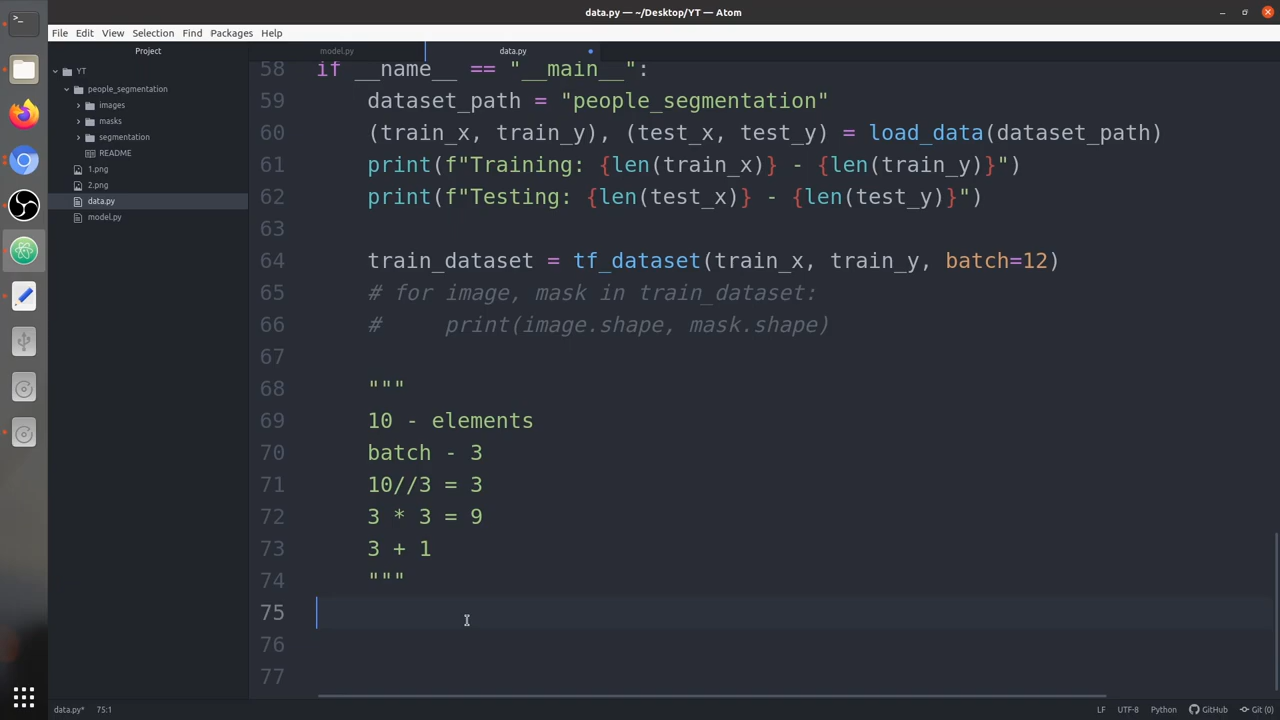 data.py — ~/Desktop/YT — Atom
File Edit View Selection Find Packages Help
Project
model.py
data.py
YT
people_segmentation
images
masks
segmentation
README
1.png
2.png
data.py
model.py
58 if __name__ == "__main__":
59 dataset_path = "people_segmentation"
60 (train_x, train_y), (test_x, test_y) = load_data(dataset_path)
61 print(f"Training: {len(train_x)} - {len(train_y)}")
62 print(f"Testing: {len(test_x)} - {len(test_y)}")
63
64 train_dataset = tf_dataset(train_x, train_y, batch=12)
65 # for image, mask in train_dataset:
66 #     print(image.shape, mask.shape)
67
68 """
69 10 - elements
70 batch - 3
71 10//3 = 3
72 3 * 3 = 9
73 3 + 1
74 """
75
76
77
data.py* 75:1
LF UTF-8 Python GitHub Git (0)